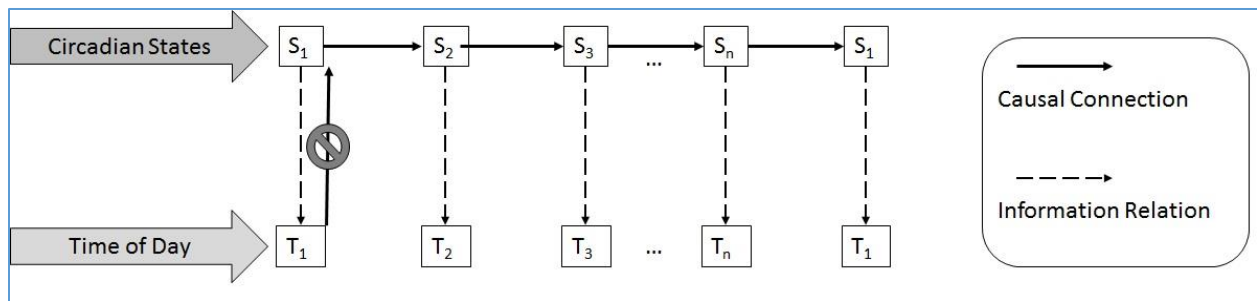 Circadian States S₁ S₂ S₃ ... Sₙ S₁
Causal Connection
Information Relation
Time of Day T₁ T₂ T₃ ... Tₙ T₁